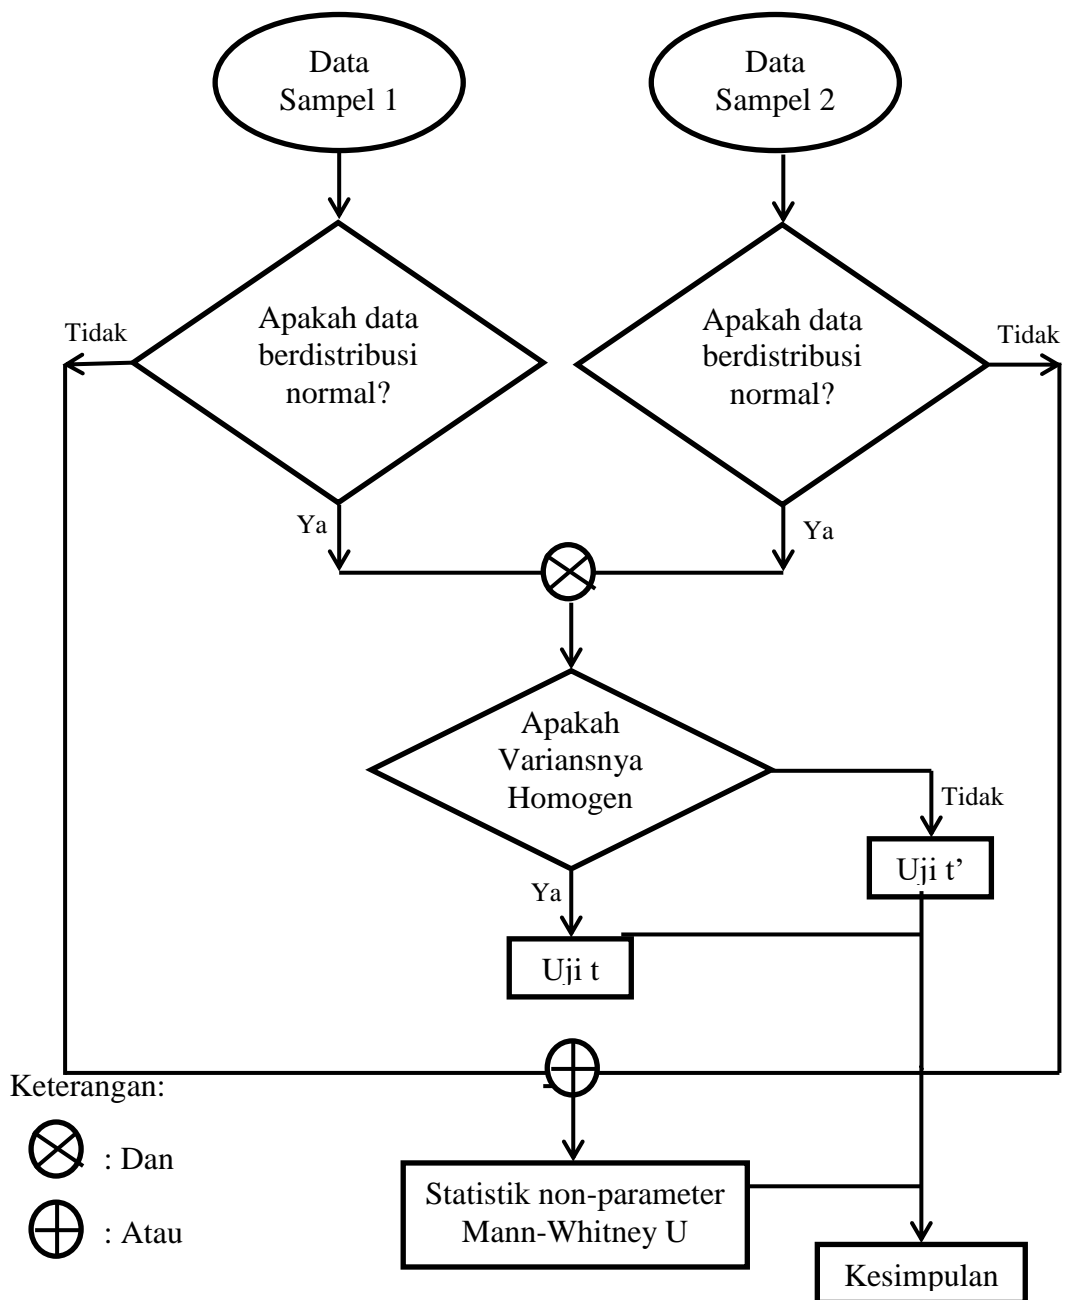 Data
Sampel 1
Data
Sampel 2
Apakah data
berdistribusi
normal?
Tidak
Apakah data
berdistribusi
normal?
Tidak
Ya
Ya
Apakah
Variansnya
Homogen
Tidak
Uji t’
Ya
Uji t
Keterangan:
: Dan
: Atau
Statistik non-parameter
Mann-Whitney U
Kesimpulan